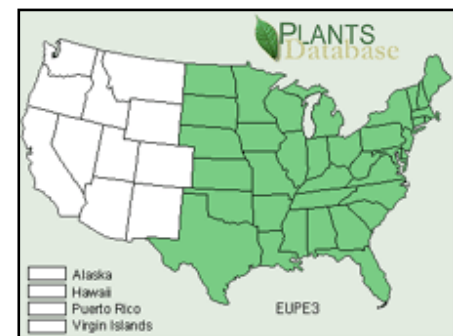 PLANTS
Database
Alaska
Hawaii
Puerto Rico
Virgin Islands
EUPE3